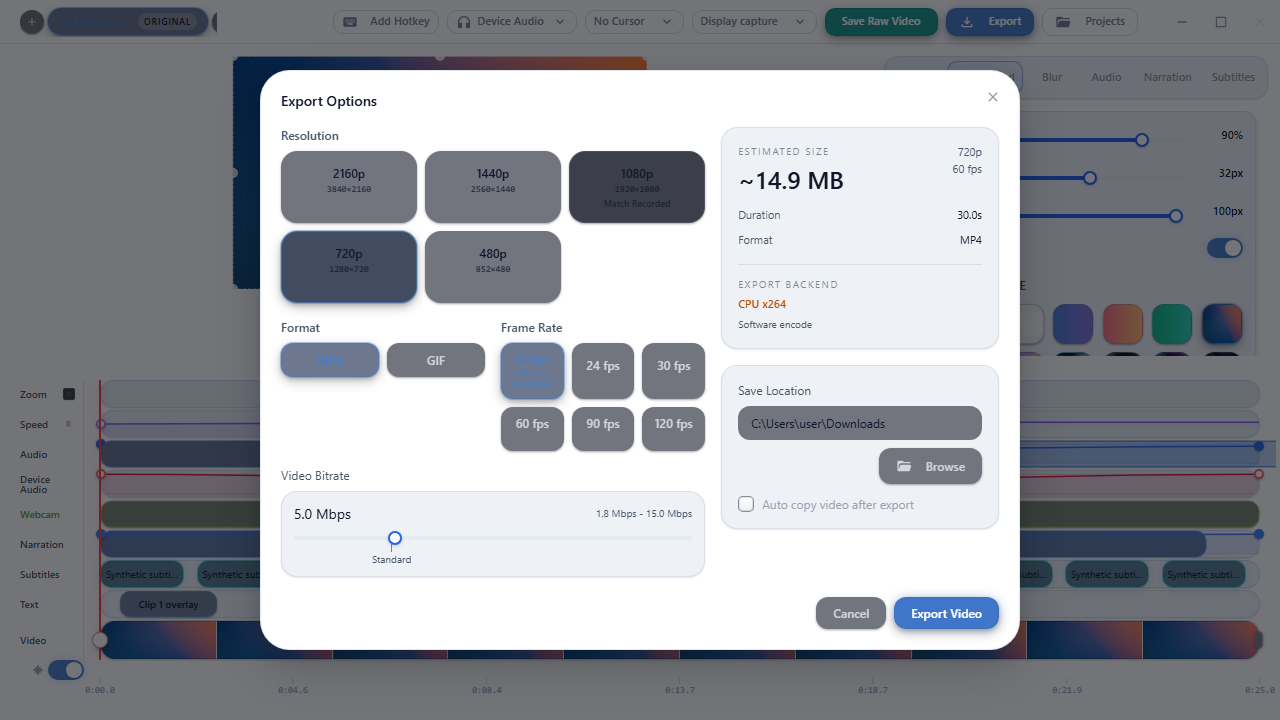 ORIGINAL
Add Hotkey
Device Audio
No Cursor
Display capture
Save Raw Video
Export
Projects
Blur
Audio
Narration
Subtitles
Export Options
Resolution
2160p
3840×2160
1440p
2560×1440
1080p
1920×1080
Match Recorded
720p
1280×720
480p
852×480
Format
GIF
Frame Rate
24 fps
30 fps
60 fps
90 fps
120 fps
Video Bitrate
5.0 Mbps
1.8 Mbps - 15.0 Mbps
Standard
ESTIMATED SIZE
720p
~14.9 MB
60 fps
Duration
30.0s
Format
MP4
EXPORT BACKEND
CPU x264
Software encode
Save Location
C:\Users\user\Downloads
Browse
Auto copy video after export
Cancel
Export Video
90%
32px
100px
Zoom
Speed
Audio
Device
Audio
Webcam
Narration
Subtitles
Synthetic subti...
Synthetic subti...
Synthetic subti...
Text
Clip 1 overlay
Video
0:00.0
0:04.6
0:08.4
0:13.7
0:18.7
0:21.9
0:25.0